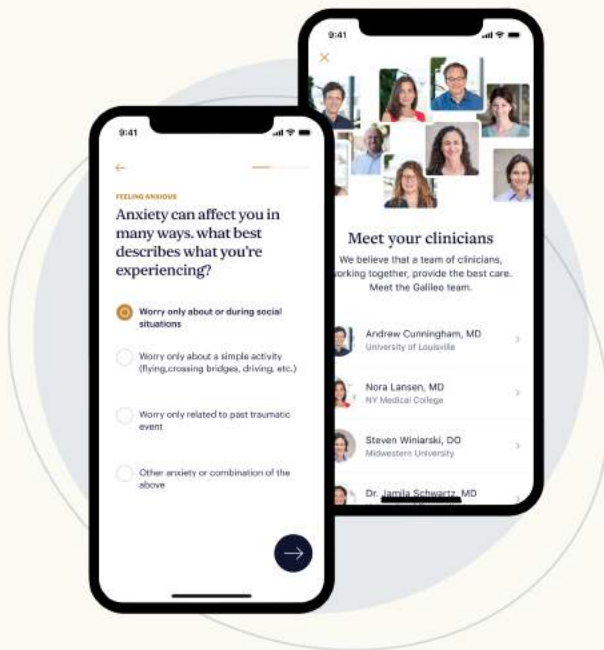 9:41
FEELING ANXIOUS
Anxiety can affect you in
many ways. what best
describes what you're
experiencing?
Worry only about or during social
situations
Worry only about a simple activity
(flying,crossing bridges, driving, etc.)
Worry only related to past traumatic
event
Other anxiety or combination of the
above
9:41
Meet your clinicians
We believe that a team of clinicians,
orking together, provide the best care.
Meet the Galileo team.
Andrew Cunningham, MD
University of Louisville
Nora Lansen, MD
NY Medical College
Steven Winiarski, DO
Midwestern University
Dr. Jamila Schwartz, MD